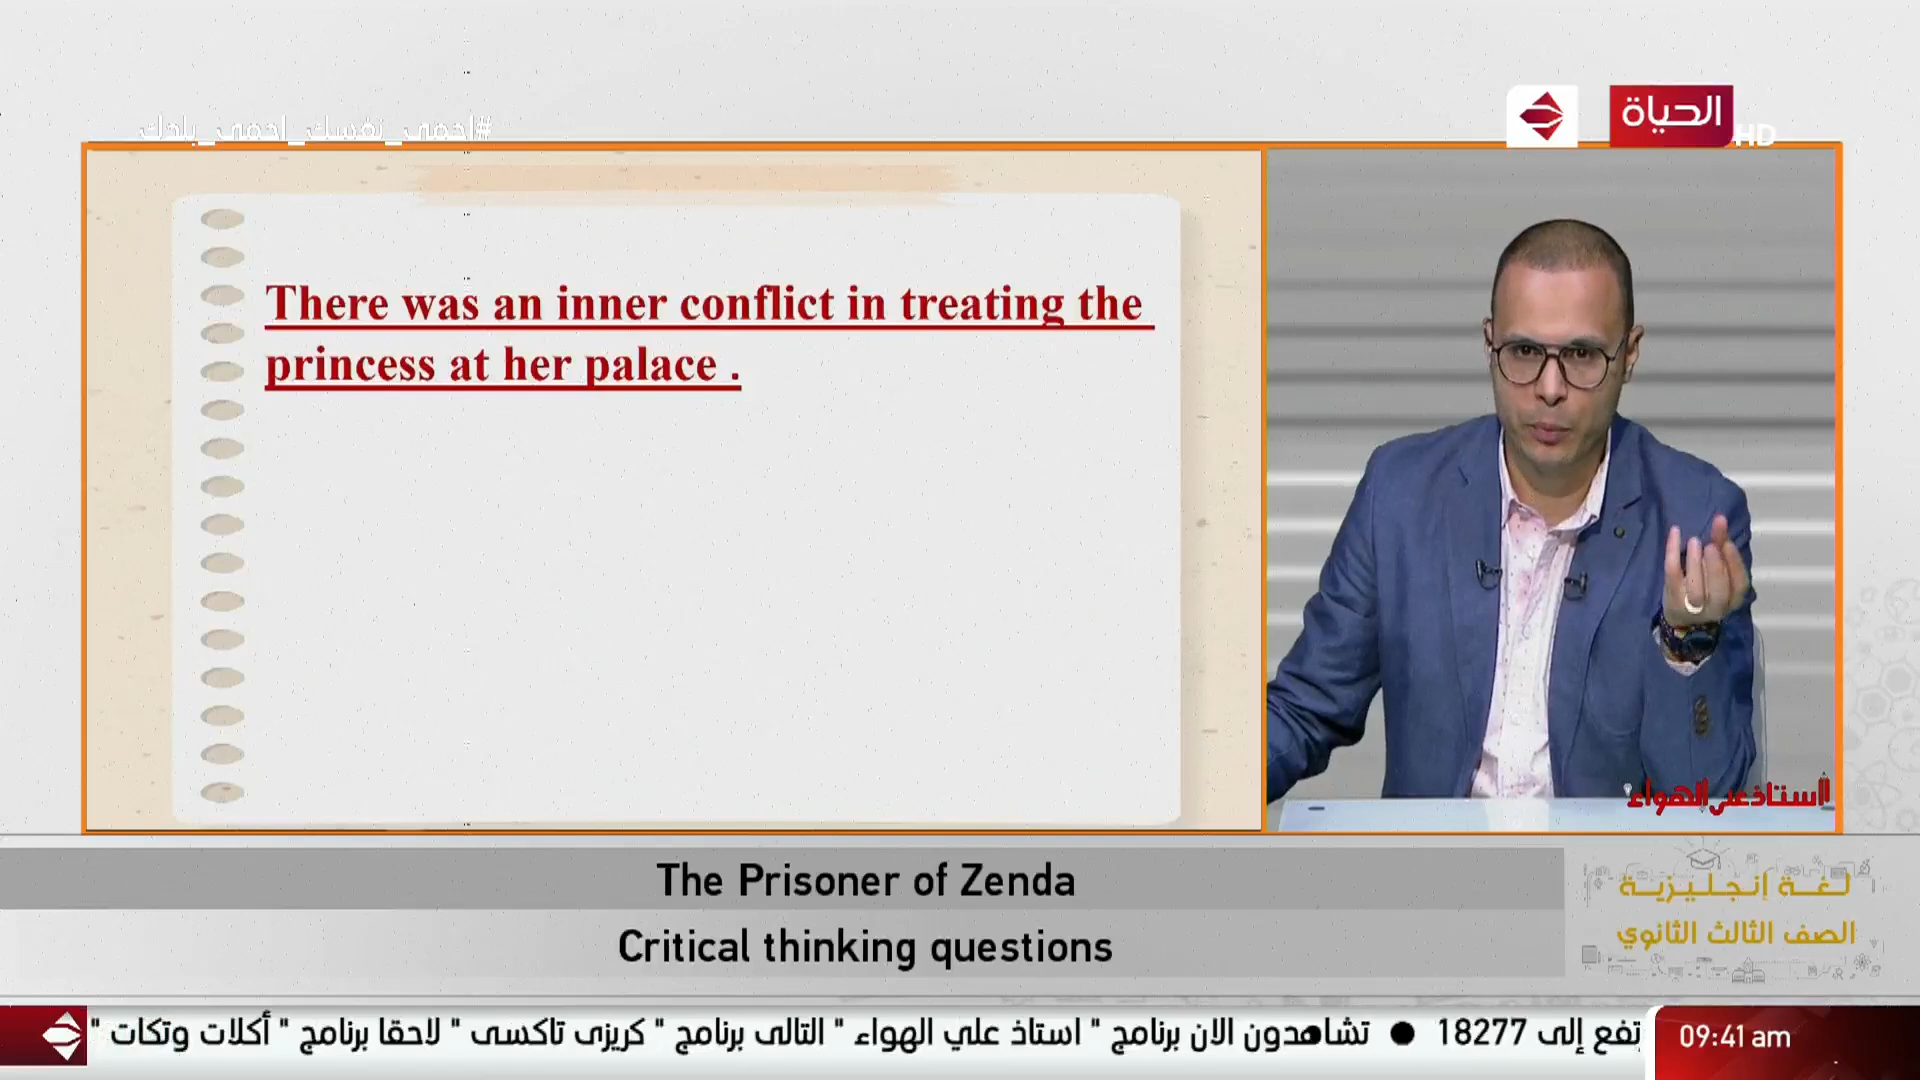 #احمي_نفسك_احمي_بلدك
الحياة
HD
There was an inner conflict in treating the
princess at her palace .
أستاذ على الهواء
The Prisoner of Zenda
Critical thinking questions
لغة إنجليزية
الصف الثالث الثانوي
تفع إلى 18277 ● تشاهدون الان برنامج " استاذ علي الهواء " التالى برنامج " كريزى تاكسى " لاحقا برنامج " أكلات وتكات "
09:41 am